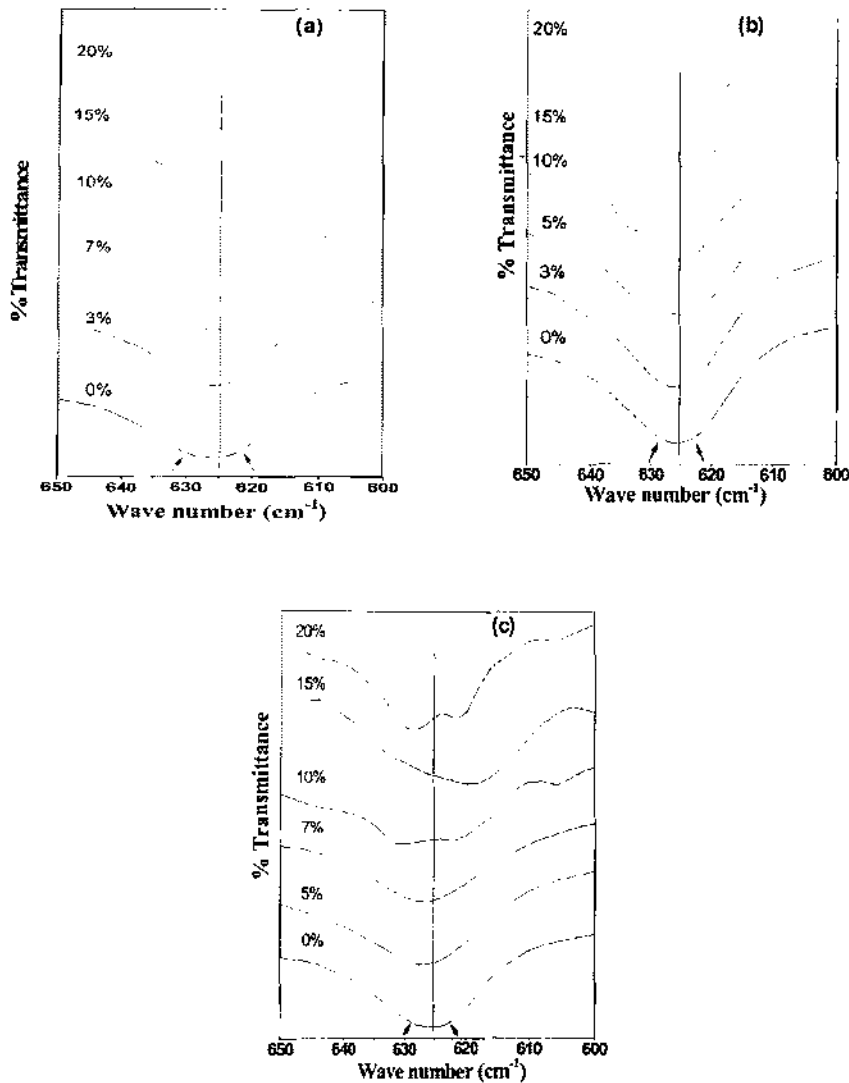 (a)
20%
15%
10%
7%
3%
0%
% Transmittance
650 640 630 620 610 600
Wave number (cm-1)
(b)
20%
15%
10%
5%
3%
0%
% Transmittance
650 640 630 620 610 600
Wave number (cm-1)
(c)
20%
15%
10%
7%
5%
0%
% Transmittance
650 640 630 620 610 600
Wave number (cm-1)